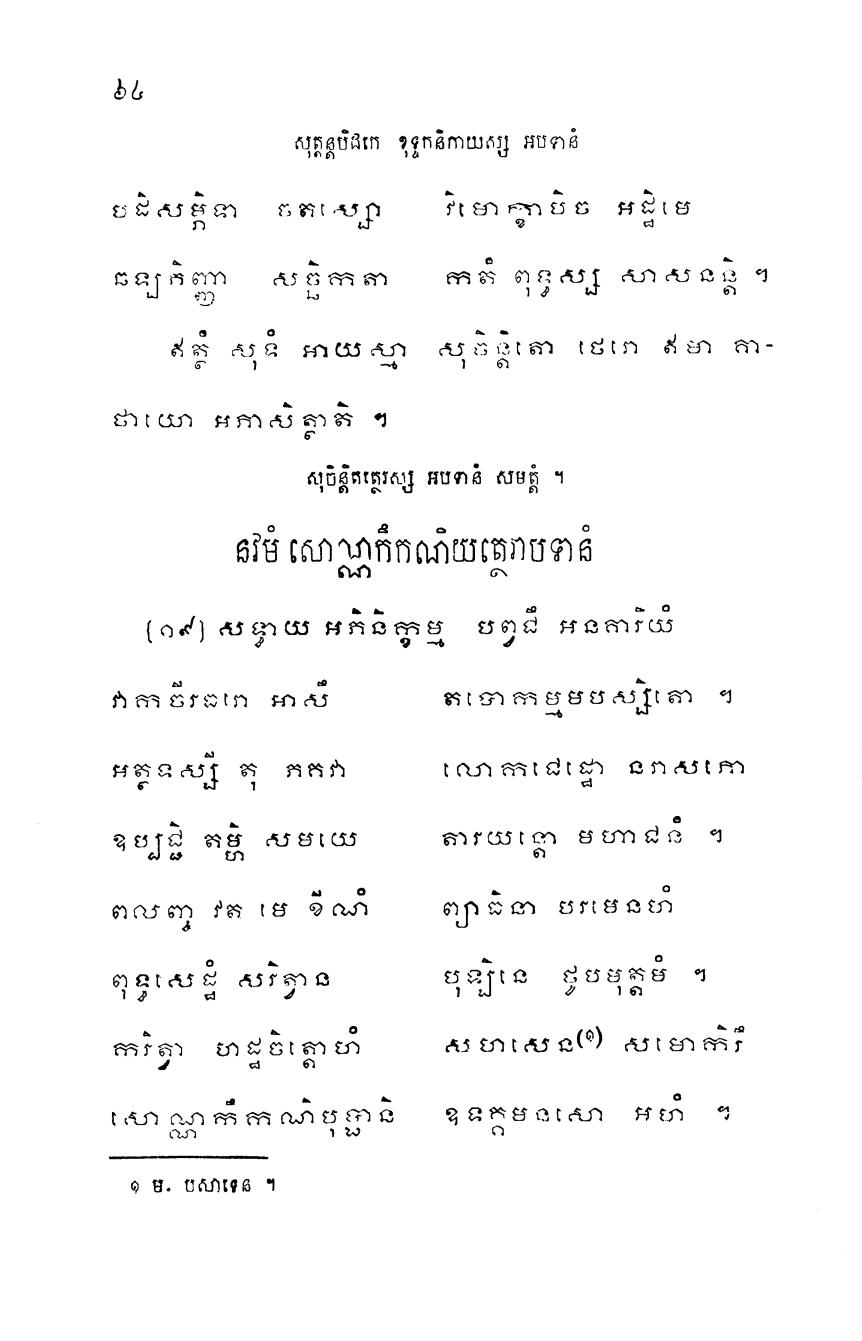 ៦៤
សុត្តន្តបិដកេ ខុទ្ទកនិកាយស្ស អបទានំ
បដិសម្ភិទា ចតស្សោ វិមោក្ខាបិច អដ្ឋិមេ
ឆឡភិញ្ញា សច្ឆិកតា កតំ ពុទ្ធស្ស សាសនន្តិ ។
ឥត្ថំ សុទំ អាយស្មា សុចិន្តិតោ ថេរោ ឥមា គា-
ថាយោ អភាសិត្ថាតិ ។
សុចិន្តិតត្ថេរស្ស អបទានំ សមត្តំ ។
នវមំ សោណ្ណកឹកណិយត្ថេរាបទានំ
[១៩] សទ្ធាយ អភិនិក្ខម្ម បព្វជឹ អនគារិយំ
វាកចីរធរោ អាសឹ តបោកម្មមបស្សិតោ ។
អត្ថទស្សី តុ ភគវា លោកជេដ្ឋោ នរាសភោ
ឧប្បជ្ជិ តម្ហិ សមយេ តារយន្តោ មហាជនំ ។
ពលញ្ច វត មេ ខីណំ ព្យាធិនា បរមេនហំ
ពុទ្ធសេដ្ឋំ សរិត្វាន បុឡិនេ ថូបមុត្តមំ ។
ករិត្វា ហដ្ឋចិត្តោហំ សហសេន(១) សមោកិរឹ
សោណ្ណកឹកណិបុប្ផានិ ឧទគ្គមនសោ អហំ ។
១ ម. បសាទេន ។